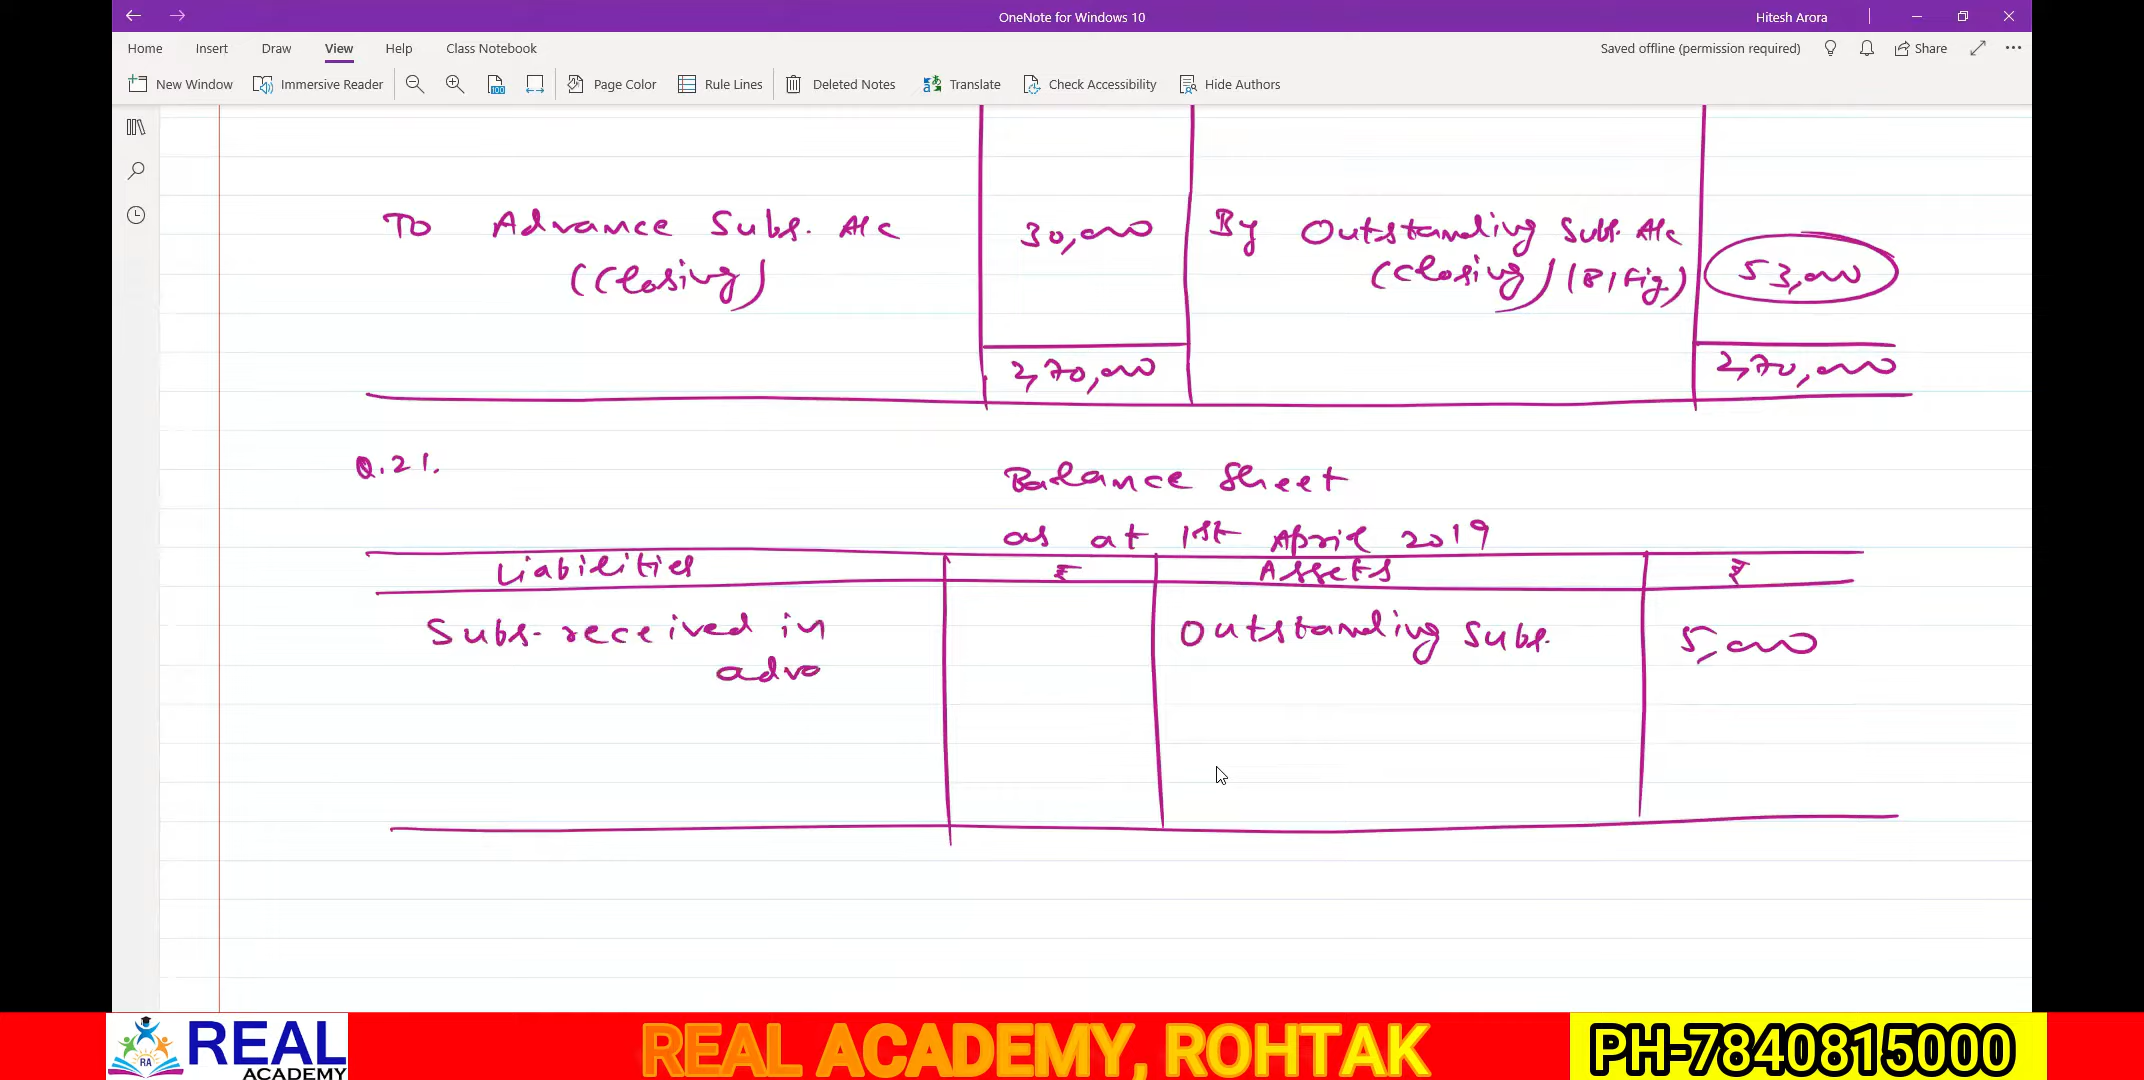 OneNote for Windows 10
Hitesh Arora
Home Insert Draw View Help Class Notebook
Saved offline (permission required) Share
New Window Immersive Reader Page Color Rule Lines Deleted Notes Translate Check Accessibility Hide Authors
To Advance Subs. A/c 30,000 By Outstanding Subs. A/c
(Closing) (Closing) (B/Fig) 53,000
2,70,000 2,70,000
Q.21.
Balance Sheet
as at 1st April 2019
Liabilities ₹ Assets ₹
Subs. received in Outstanding Subs. 5,000
adva
REAL
ACADEMY
RA
REAL ACADEMY, ROHTAK
PH-7840815000